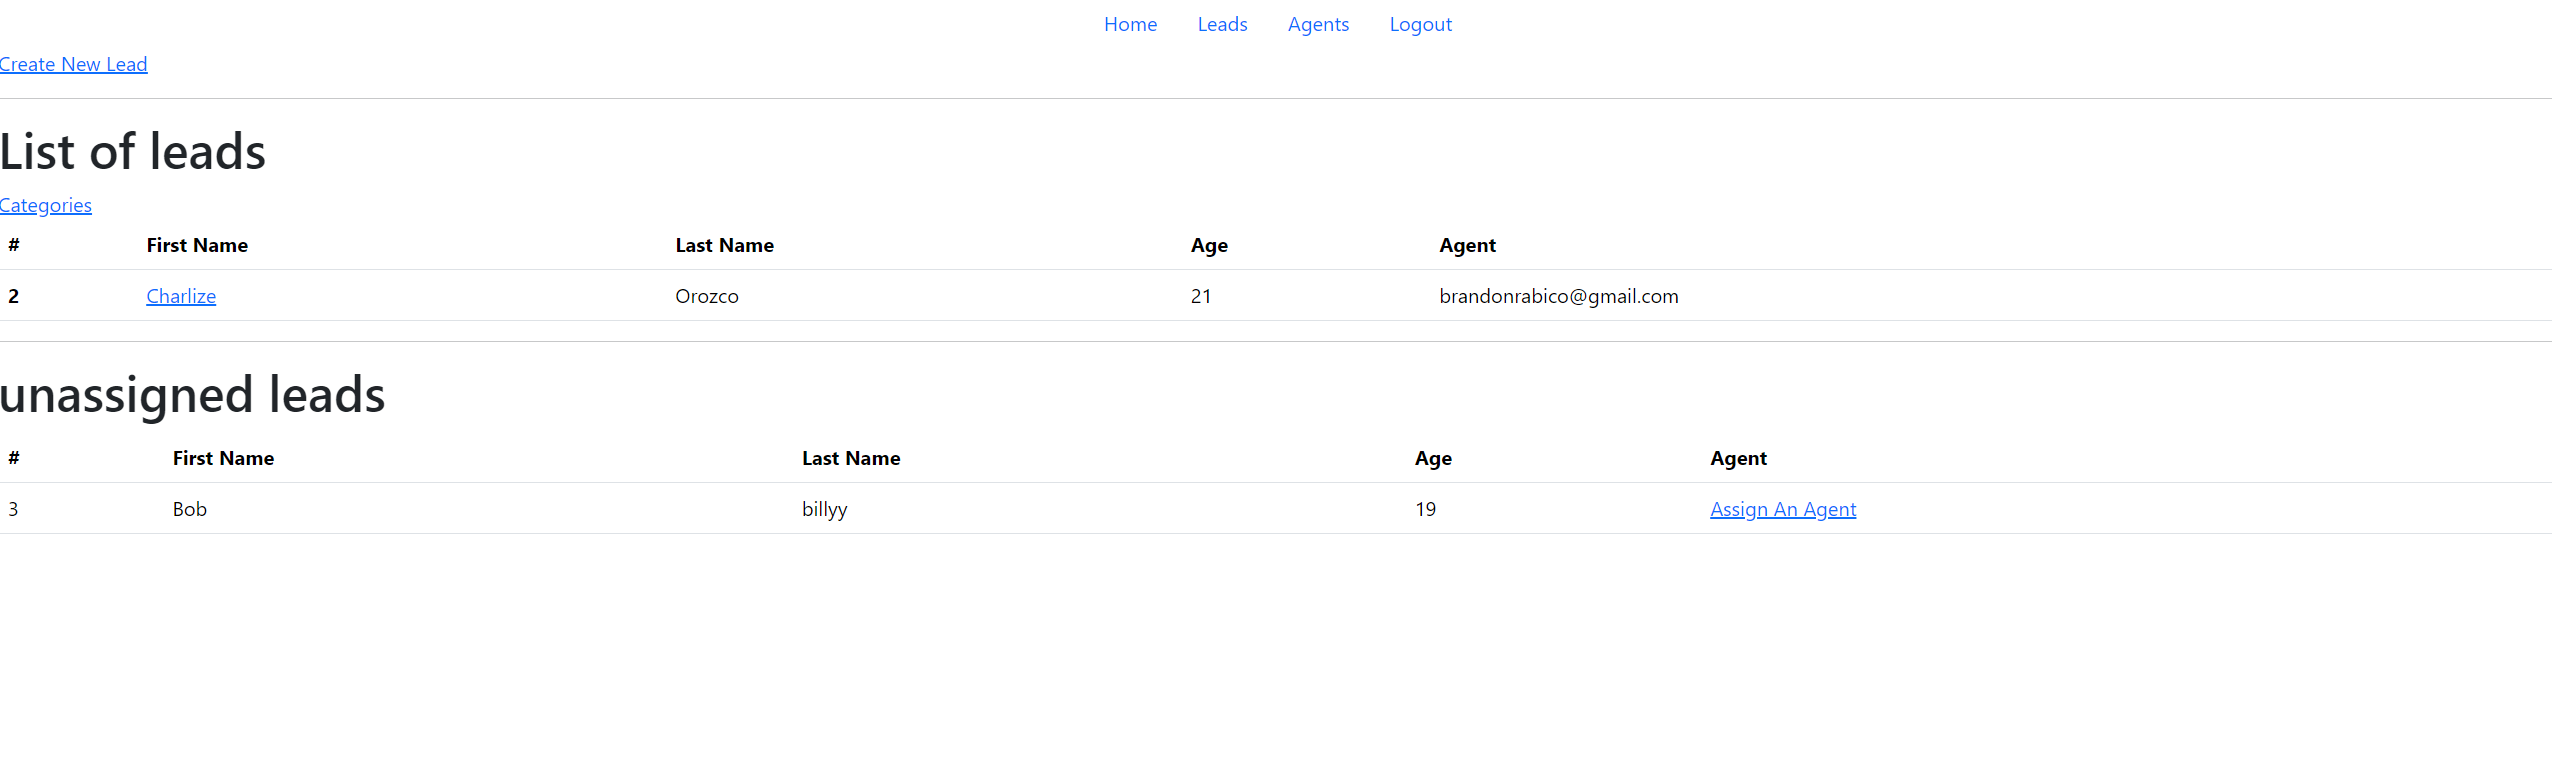 Home Leads Agents Logout
Create New Lead
List of leads
Categories
# First Name Last Name Age Agent
2 Charlize Orozco 21 brandonrabico@gmail.com
unassigned leads
# First Name Last Name Age Agent
3 Bob billyy 19 Assign An Agent